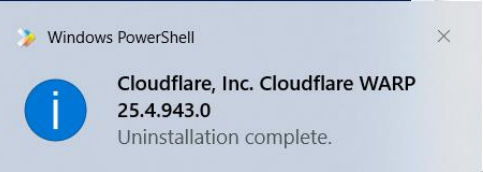 Windows PowerShell
Cloudflare, Inc. Cloudflare WARP
25.4.943.0
Uninstallation complete.